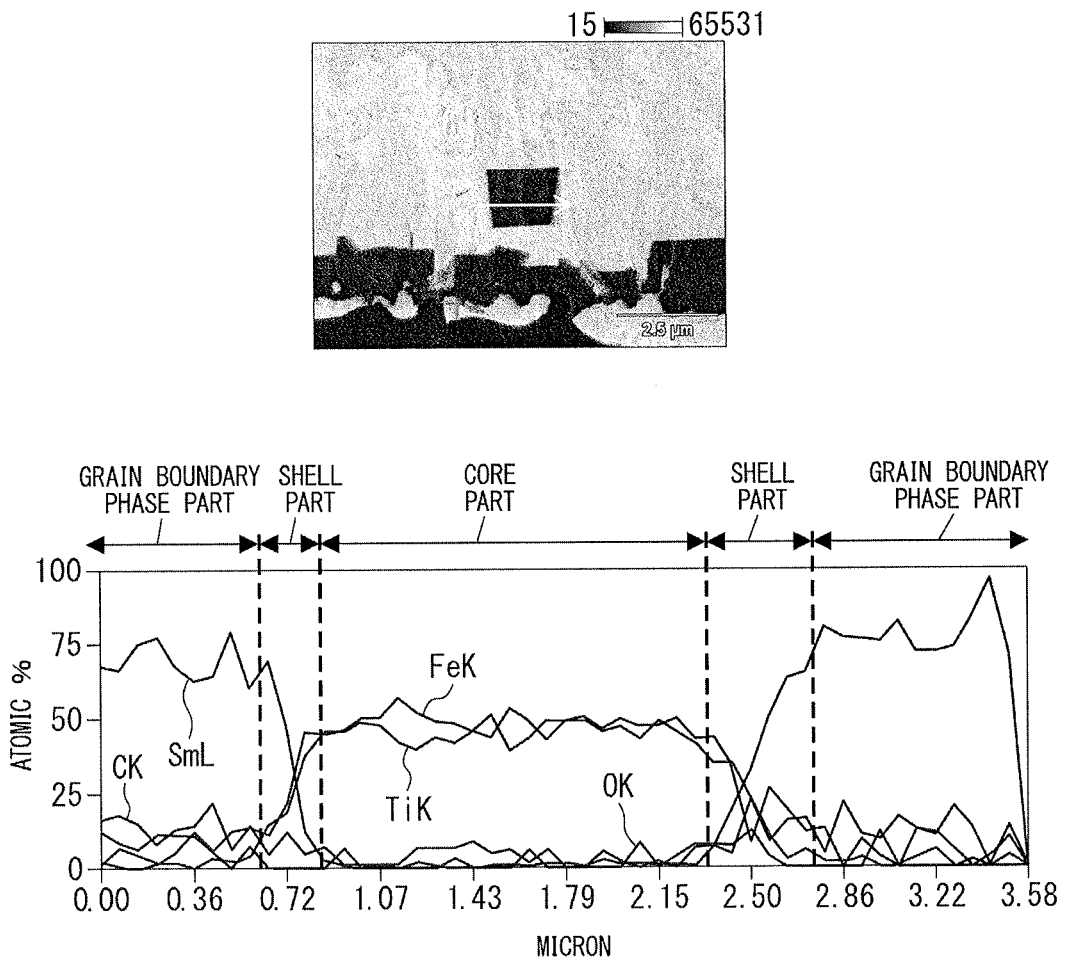 15 65531
2.5 µm
GRAIN BOUNDARY
PHASE PART
SHELL
PART
CORE
PART
SHELL
PART
GRAIN BOUNDARY
PHASE PART
100
75
50
25
0
ATOMIC %
CK
SmL
FeK
TiK
OK
0.00 0.36 0.72 1.07 1.43 1.79 2.15 2.50 2.86 3.22 3.58
MICRON